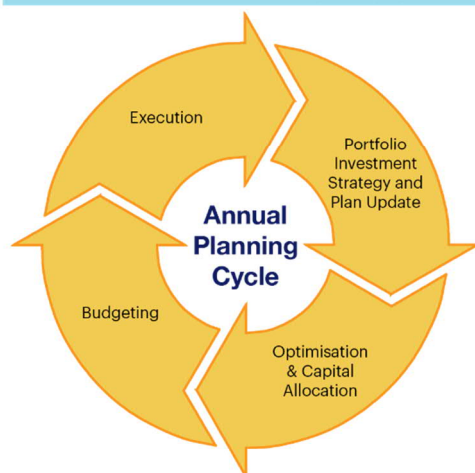 Execution
Portfolio
Investment
Strategy and
Plan Update
Annual
Planning
Cycle
Budgeting
Optimisation
& Capital
Allocation